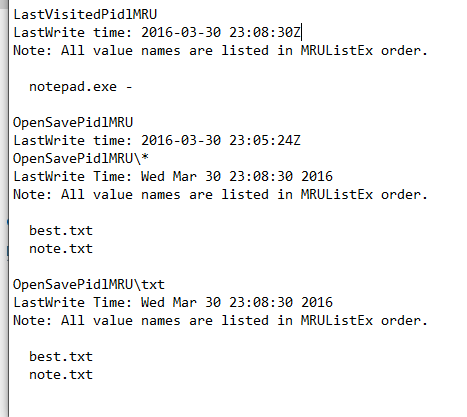 LastVisitedPidlMRU
LastWrite time: 2016-03-30 23:08:30Z
Note: All value names are listed in MRUListEx order.
notepad.exe -
OpenSavePidlMRU
LastWrite time: 2016-03-30 23:05:24Z
OpenSavePidlMRU\*
LastWrite Time: Wed Mar 30 23:08:30 2016
Note: All value names are listed in MRUListEx order.
best.txt
note.txt
OpenSavePidlMRU\txt
LastWrite Time: Wed Mar 30 23:08:30 2016
Note: All value names are listed in MRUListEx order.
best.txt
note.txt